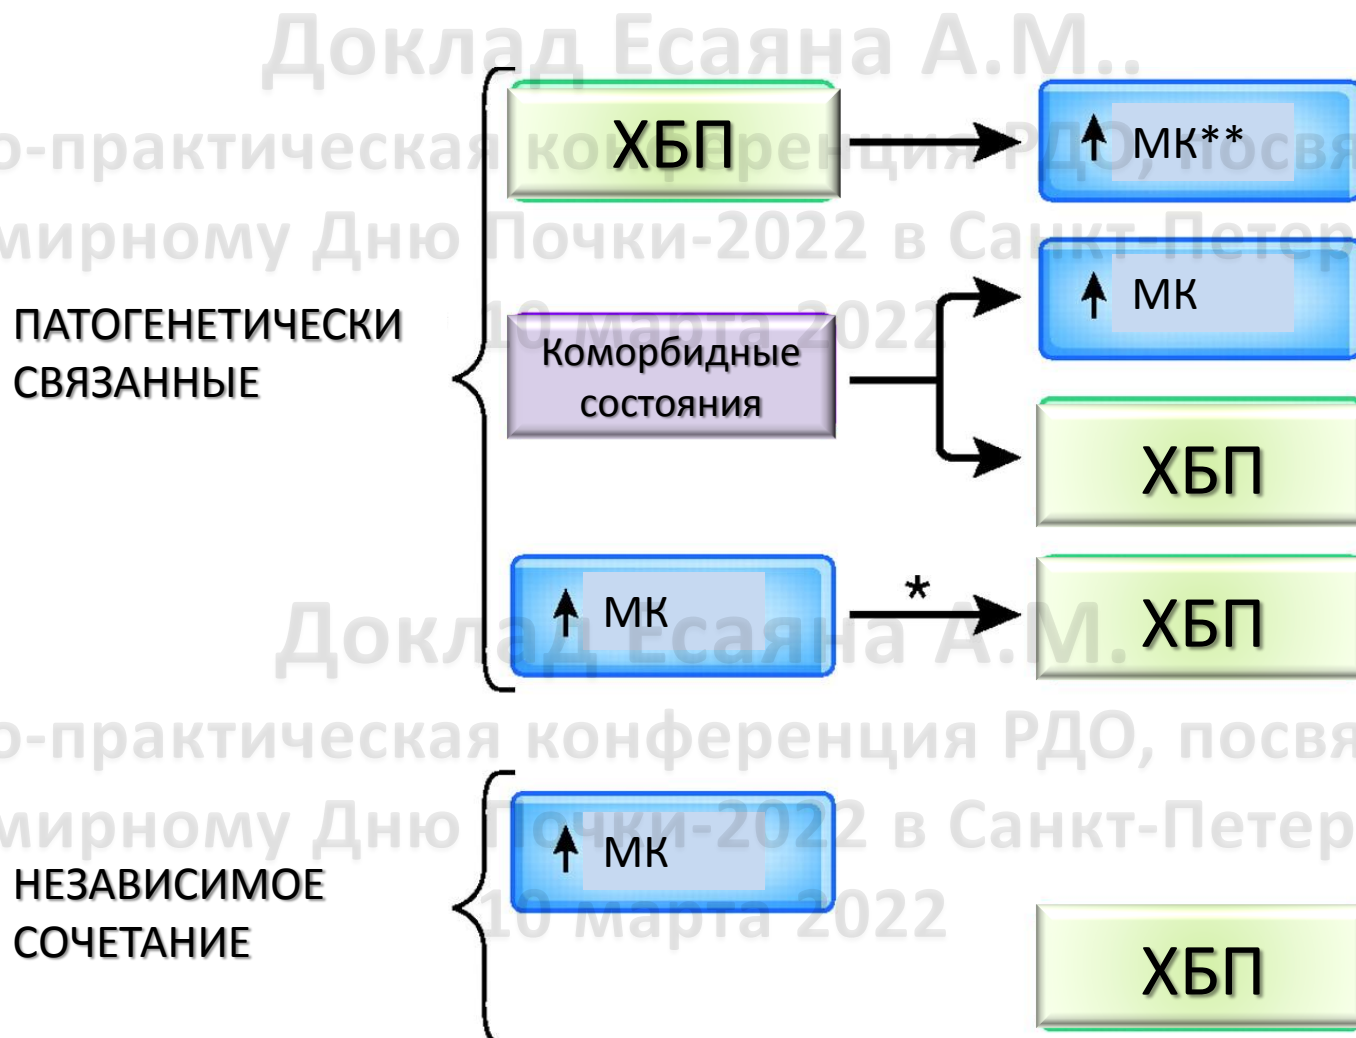 Доклад Есаяна А.М..
ХБП
МК**
о-практическая конференция РДО, посвя
мирному Дню Почки-2022 в Санкт-Петер
МК
ПАТОГЕНЕТИЧЕСКИ
СВЯЗАННЫЕ
10 марта 2022
Коморбидные
состояния
ХБП
МК
*
ХБП
Доклад Есаяна А.М.
о-практическая конференция РДО, посвя
мирному Дню Почки-2022 в Санкт-Петер
МК
НЕЗАВИСИМОЕ
СОЧЕТАНИЕ
10 марта 2022
ХБП